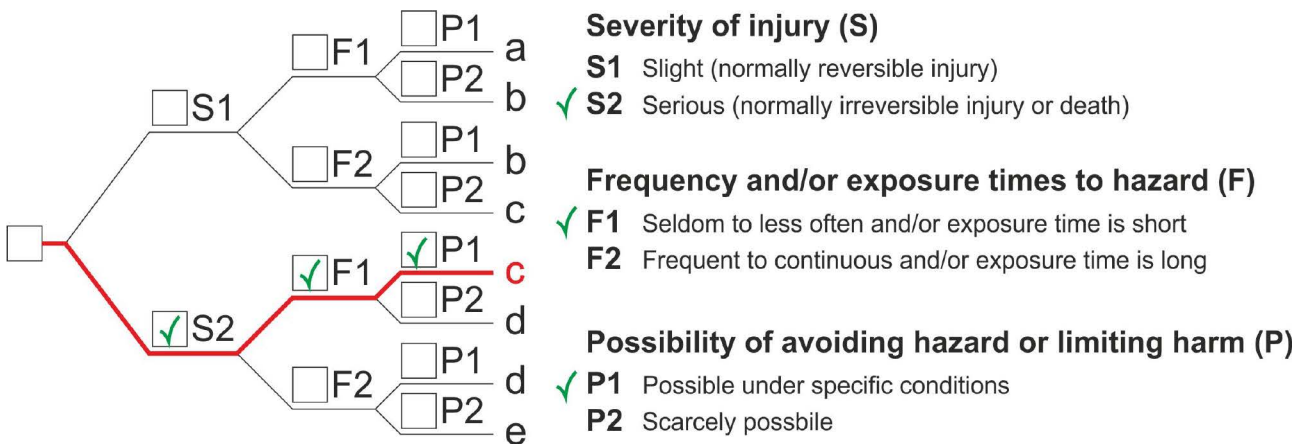 P1
a
F1
P2
b
S1
P1
b
F2
P2
c
P1
c
F1
P2
d
S2
P1
d
F2
P2
e
Severity of injury (S)
S1 Slight (normally reversible injury)
S2 Serious (normally irreversible injury or death)
Frequency and/or exposure times to hazard (F)
F1 Seldom to less often and/or exposure time is short
F2 Frequent to continuous and/or exposure time is long
Possibility of avoiding hazard or limiting harm (P)
P1 Possible under specific conditions
P2 Scarcely possbile